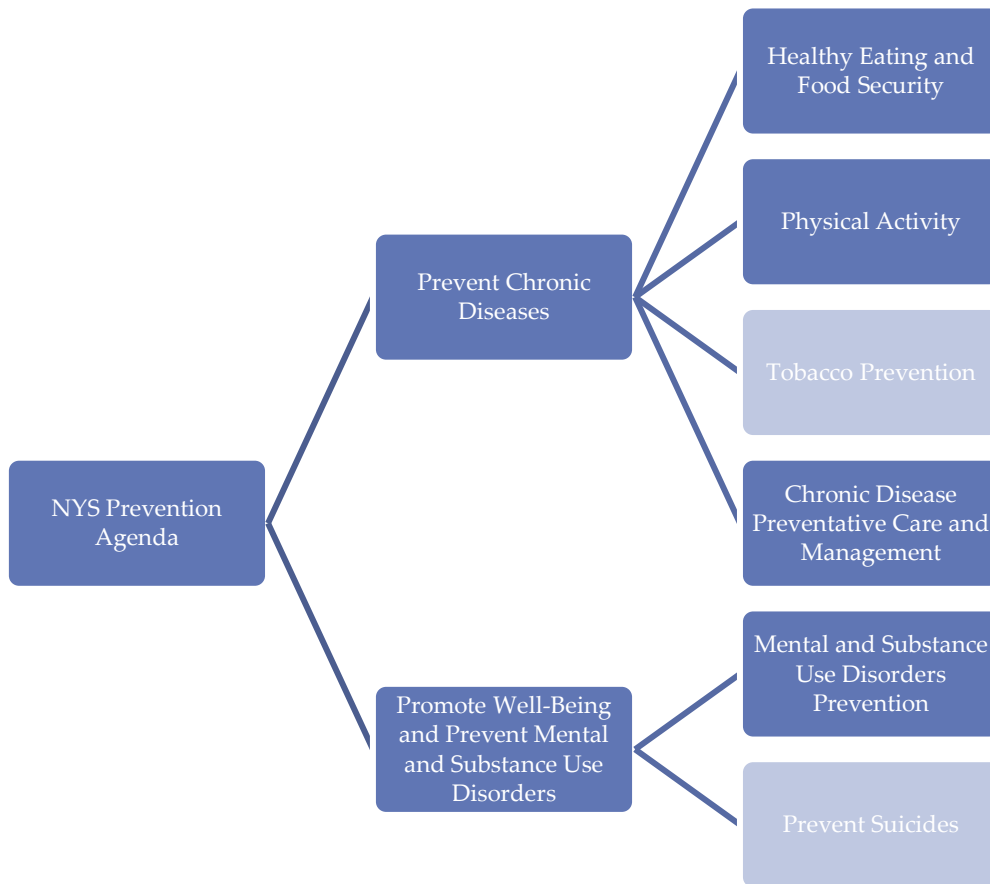 Healthy Eating and
Food Security
Physical Activity
Prevent Chronic
Diseases
Tobacco Prevention
NYS Prevention
Agenda
Chronic Disease
Preventative Care and
Management
Mental and Substance
Use Disorders
Prevention
Promote Well-Being
and Prevent Mental
and Substance Use
Disorders
Prevent Suicides